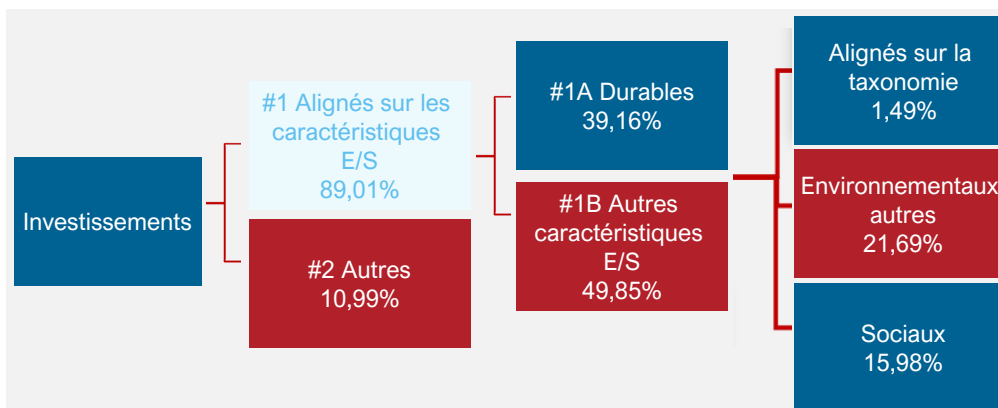 Investissements
#1 Alignés sur les
caractéristiques
E/S
89,01%
#2 Autres
10,99%
#1A Durables
39,16%
#1B Autres
caractéristiques
E/S
49,85%
Alignés sur la
taxonomie
1,49%
Environnementaux
autres
21,69%
Sociaux
15,98%